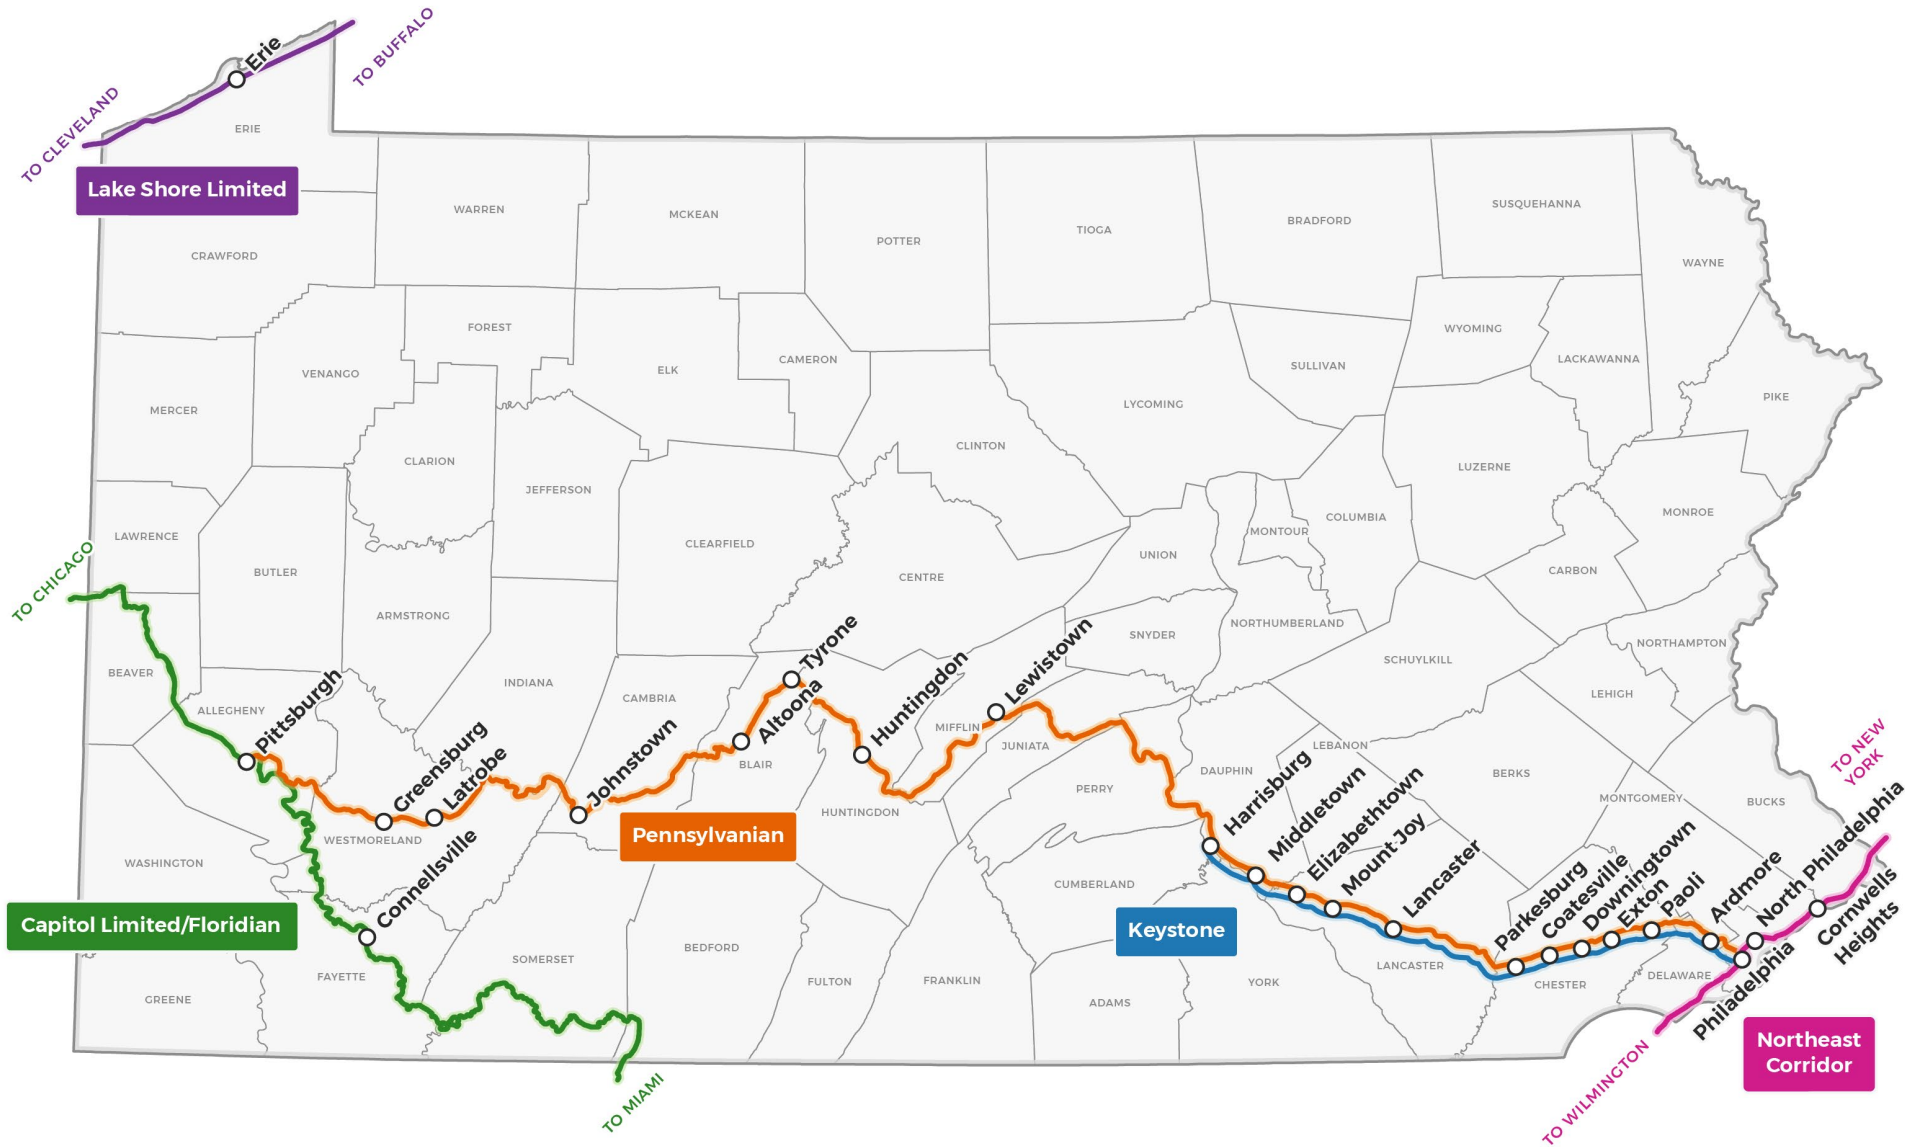 TO BUFFALO
Erie
TO CLEVELAND
ERIE
Lake Shore Limited
WARREN
MCKEAN
POTTER
TIOGA
BRADFORD
SUSQUEHANNA
WAYNE
CRAWFORD
FOREST
WYOMING
LACKAWANNA
VENANGO
ELK
CAMERON
SULLIVAN
PIKE
MERCER
LYCOMING
CLINTON
CLARION
LUZERNE
JEFFERSON
COLUMBIA
MONROE
LAWRENCE
MONTOUR
CLEARFIELD
UNION
TO CHICAGO
BUTLER
CENTRE
CARBON
ARMSTRONG
NORTHUMBERLAND
SNYDER
NORTHAMPTON
Tyrone
Lewistown
BEAVER
INDIANA
CAMBRIA
SCHUYLKILL
LEHIGH
Pittsburgh
ALLEGHENY
Altoona
Huntingdon
MIFFLIN
JUNIATA
LEBANON
TO NEW
YORK
Greensburg
Latrobe
Johnstown
BLAIR
DAUPHIN
BERKS
PERRY
MONTGOMERY
BUCKS
HUNTINGDON
Harrisburg
Middletown
Elizabethtown
Mount Joy
Lancaster
Pennsylvanian
WESTMORELAND
WASHINGTON
Connellsville
CUMBERLAND
Parkesburg
Coatesville
Downingtown
Exton
Paoli
Ardmore
North Philadelphia
Cornwells
Heights
Capitol Limited/Floridian
Keystone
BEDFORD
SOMERSET
FAYETTE
FULTON
FRANKLIN
YORK
LANCASTER
CHESTER
DELAWARE
Philadelphia
GREENE
ADAMS
Northeast
Corridor
TO MIAMI
TO WILMINGTON